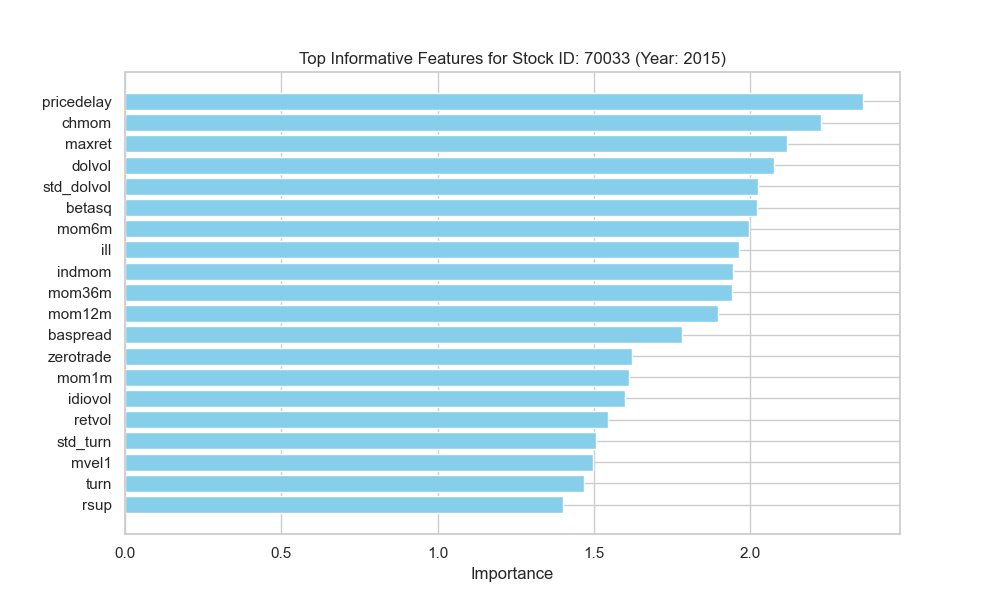 Top Informative Features for Stock ID: 70033 (Year: 2015)
pricedelay
chmom
maxret
dolvol
std_dolvol
betasq
mom6m
ill
indmom
mom36m
mom12m
baspread
zerotrade
mom1m
idiovol
retvol
std_turn
mvel1
turn
rsup
0.0 0.5 1.0 1.5 2.0
Importance